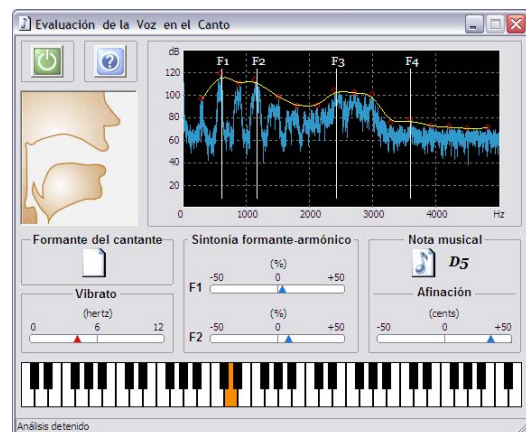 Evaluación de la Voz en el Canto
dB
F1 F2 F3 F4
120
100
80
60
40
20
0 1000 2000 3000 4000 Hz
Formante del cantante
Sintonía formante-armónico
Nota musical
D5
(%)
-50 0 +50
F1
(%)
-50 0 +50
F2
Vibrato
(hertz)
0 6 12
Afinación
(cents)
-50 0 +50
Análisis detenido